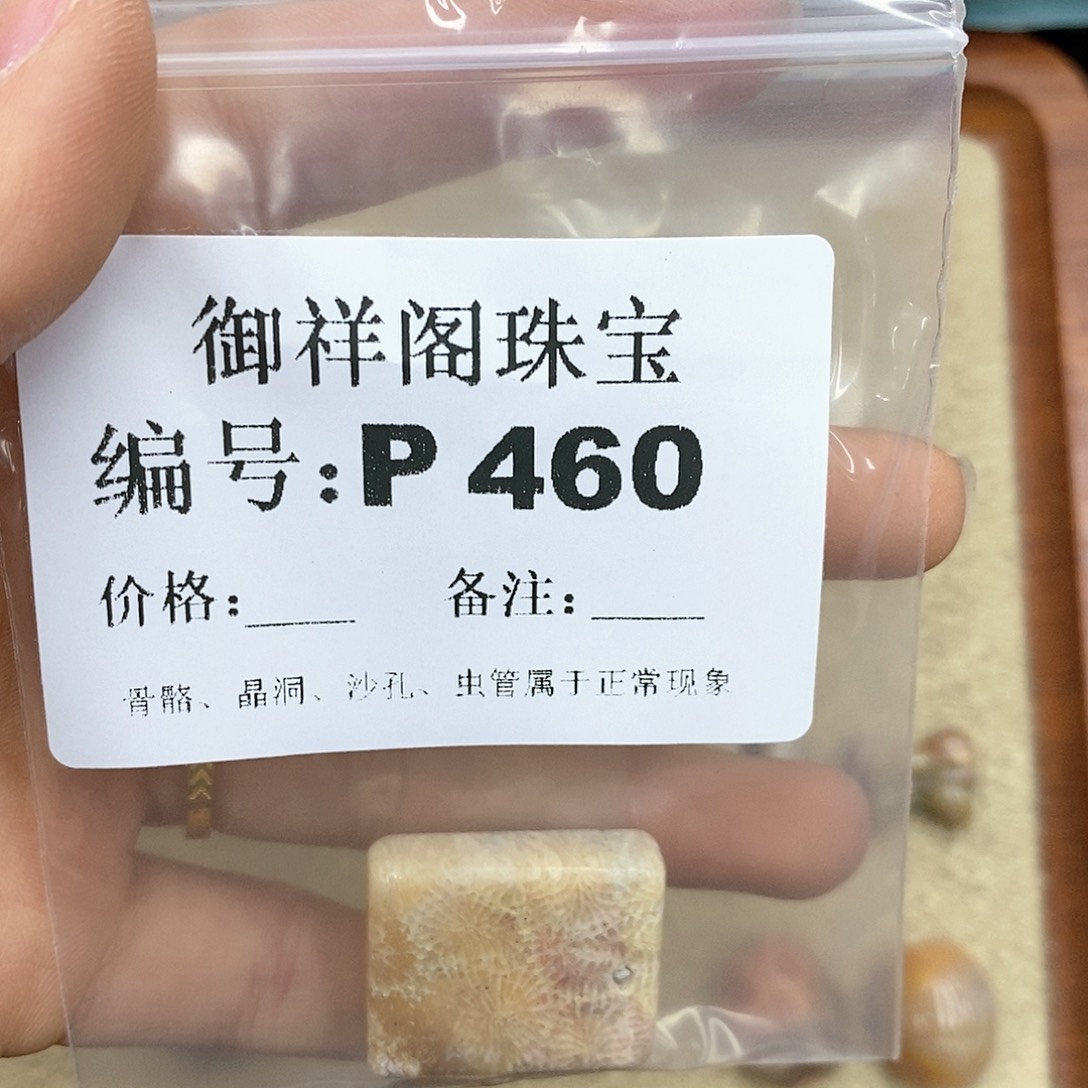 御祥阁珠宝
编号:P 460
价格:____ 备注:____
骨骼、晶洞、沙孔、虫管属于正常现象